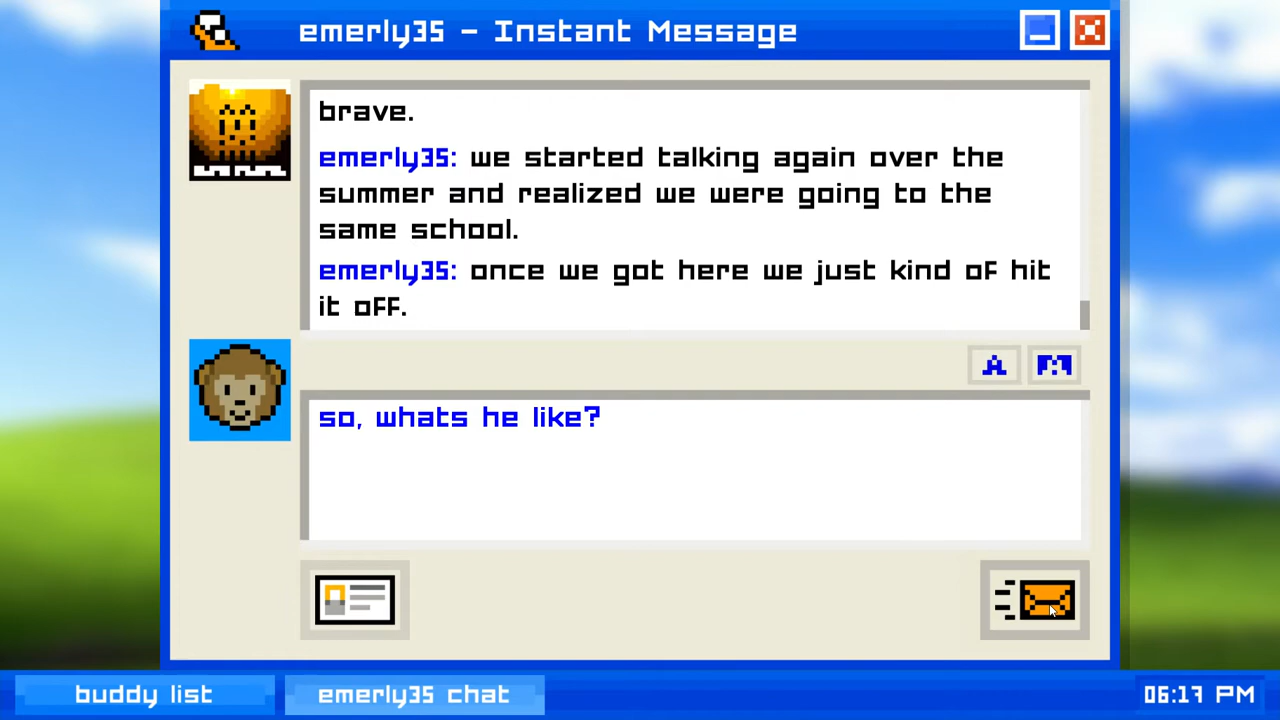 emerly35 - Instant Message
brave.
emerly35: we started talking again over the
summer and realized we were going to the
same school.
emerly35: once we got here we just kind of hit
it off.
A
so, whats he like?
buddy list
emerly35 chat
06:17 PM